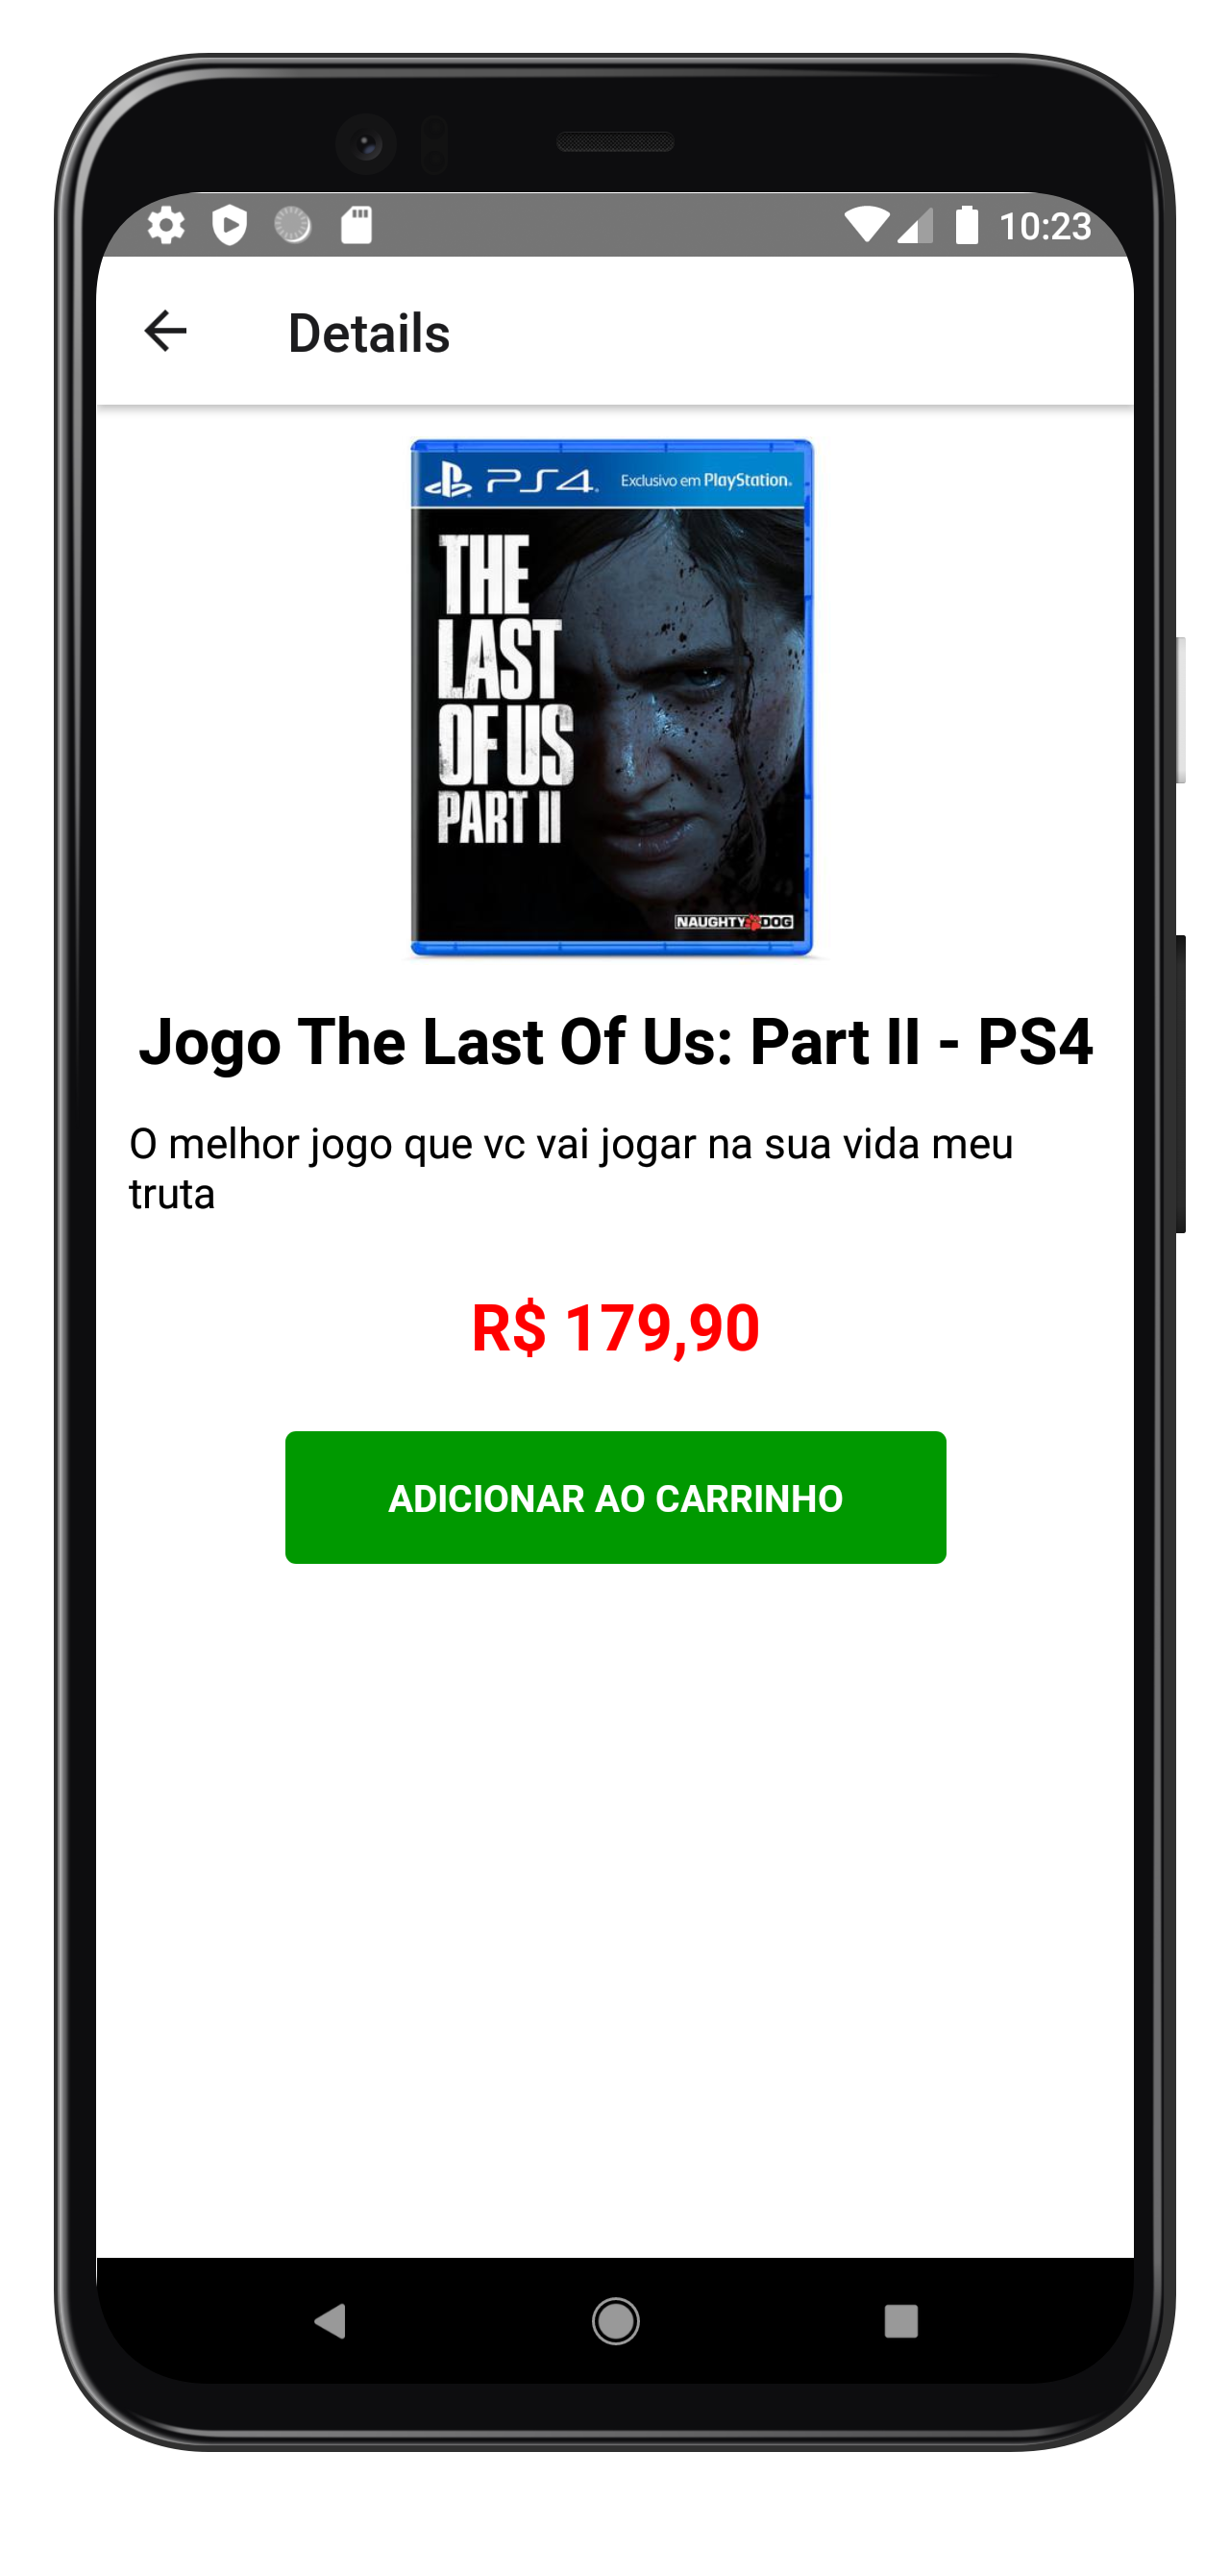 10:23
Details
PS4. Exclusivo em PlayStation.
THE
LAST
OF US
PART II
NAUGHTY DOG
Jogo The Last Of Us: Part II - PS4
O melhor jogo que vc vai jogar na sua vida meu
truta
R$ 179,90
ADICIONAR AO CARRINHO